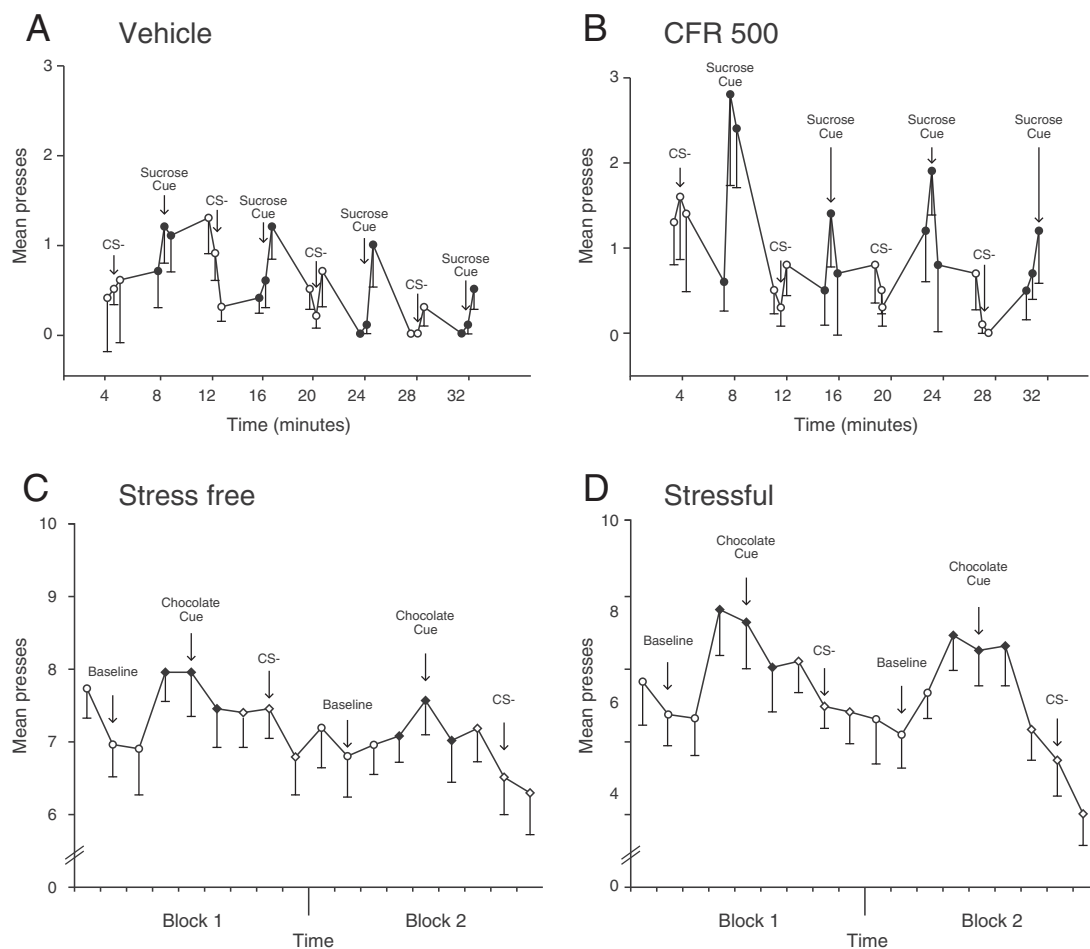 A Vehicle
3
2
1
0
Mean presses
CS-
Sucrose
Cue
CS-
Sucrose
Cue
CS-
Sucrose
Cue
CS-
Sucrose
Cue
4 8 12 16 20 24 28 32
Time (minutes)
B CFR 500
3
2
1
0
Mean presses
CS-
Sucrose
Cue
CS-
Sucrose
Cue
CS-
Sucrose
Cue
CS-
Sucrose
Cue
4 8 12 16 20 24 28 32
Time (minutes)
C Stress free
10
9
8
7
6
0
Mean presses
Baseline
Chocolate
Cue
CS-
Baseline
Chocolate
Cue
CS-
Block 1 Block 2
Time
D Stressful
10
8
6
4
0
Mean presses
Baseline
Chocolate
Cue
CS-
Baseline
Chocolate
Cue
CS-
Block 1 Block 2
Time